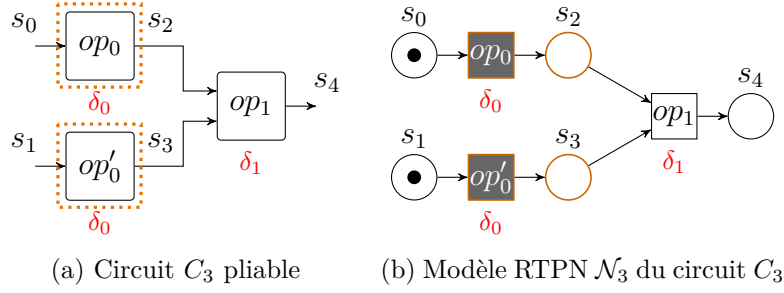 s₀ s₂
op₀
δ₀
s₄
op₁
s₁ s₃
δ₁
op′₀
δ₀
(a) Circuit C₃ pliable
s₀ s₂
op₀
δ₀
s₄
op₁
s₁ s₃
δ₁
op′₀
δ₀
(b) Modèle RTPN 𝒩₃ du circuit C₃